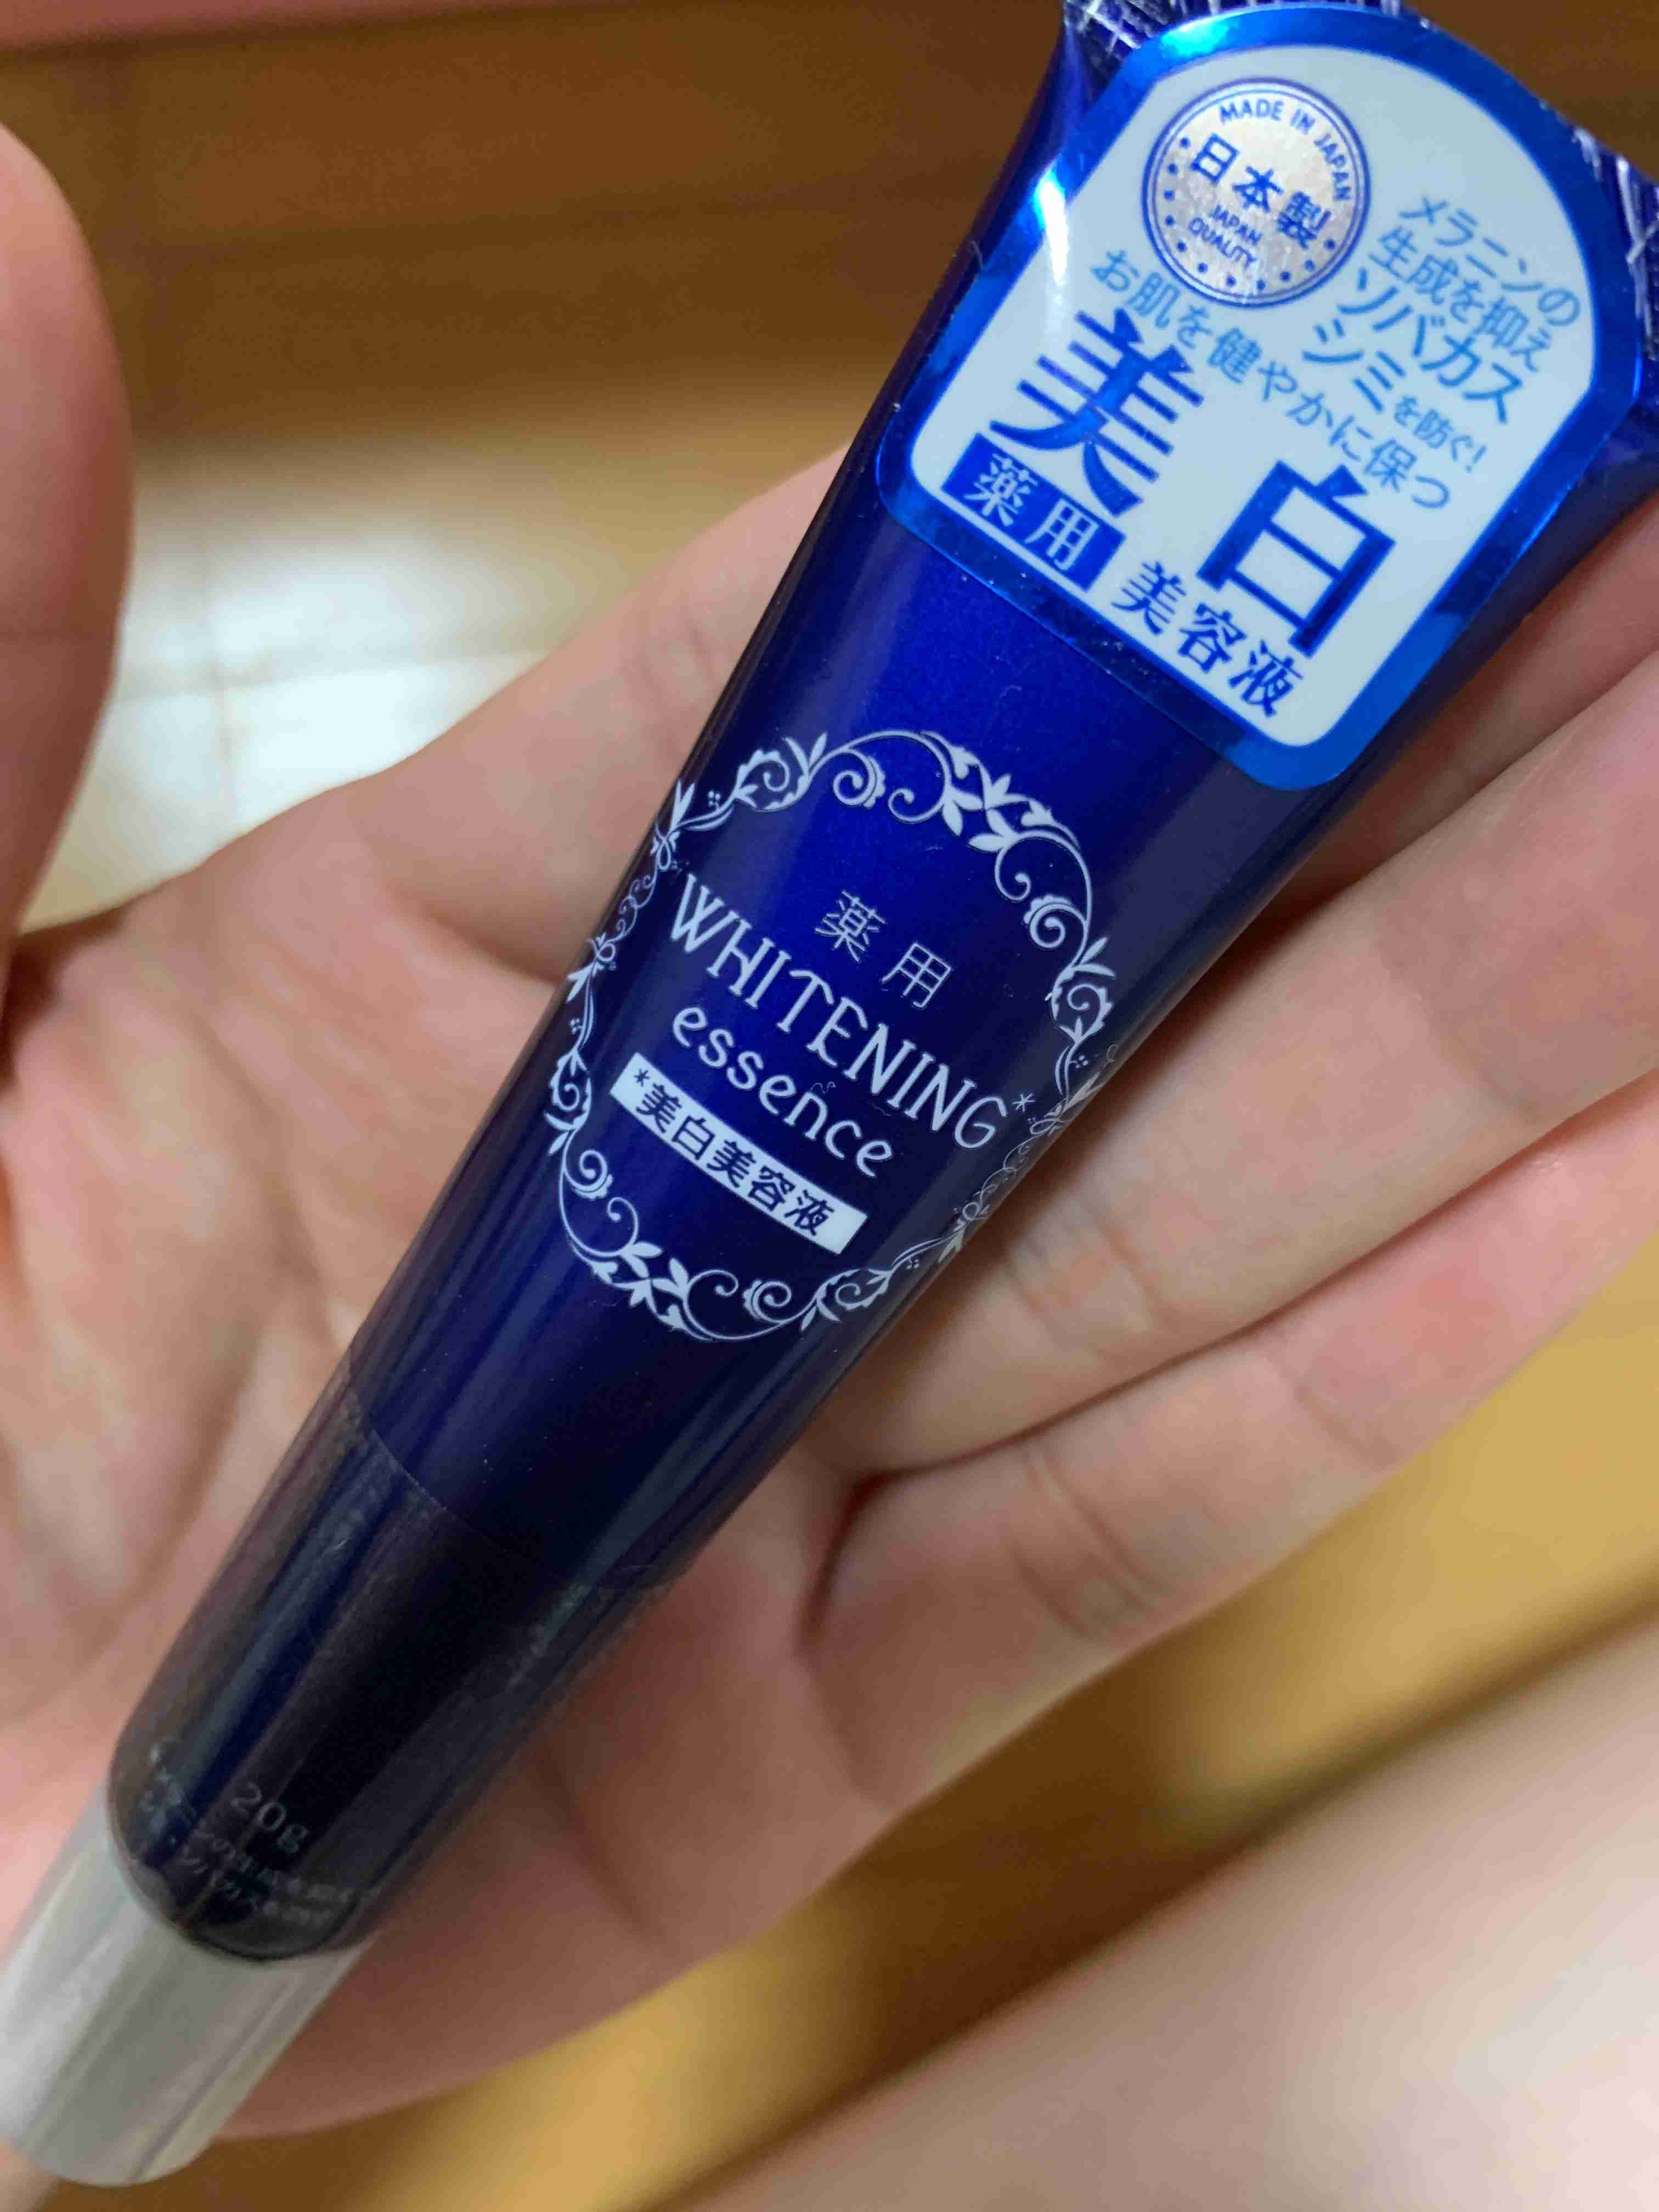 MADE IN JAPAN
日本製
JAPAN
QUALITY
メラニンの
生成を抑え
ソバカス
シミを防ぐ!
お肌を健やかに保つ
美白
薬用 美容液
薬用
WHITENING*
essence
*美白美容液
20g